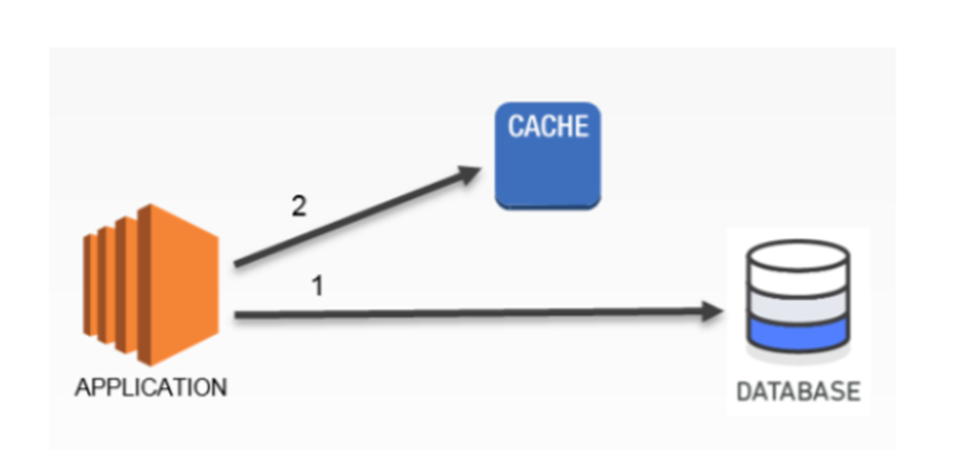 CACHE
2
1
APPLICATION
DATABASE